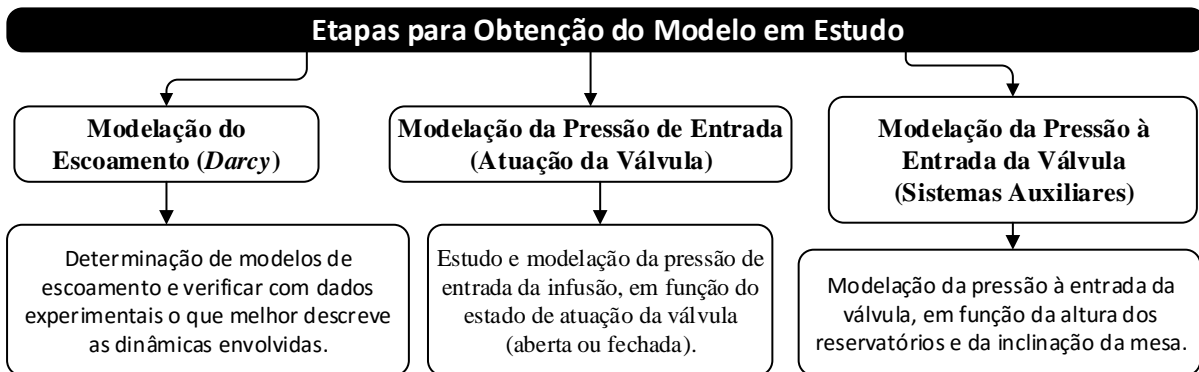 Etapas para Obtenção do Modelo em Estudo
Modelação do
Escoamento (Darcy)
Modelação da Pressão de Entrada
(Atuação da Válvula)
Modelação da Pressão à
Entrada da Válvula
(Sistemas Auxiliares)
Determinação de modelos de
escoamento e verificar com dados
experimentais o que melhor descreve
as dinâmicas envolvidas.
Estudo e modelação da pressão de
entrada da infusão, em função do
estado de atuação da válvula
(aberta ou fechada).
Modelação da pressão à entrada da
válvula, em função da altura dos
reservatórios e da inclinação da mesa.